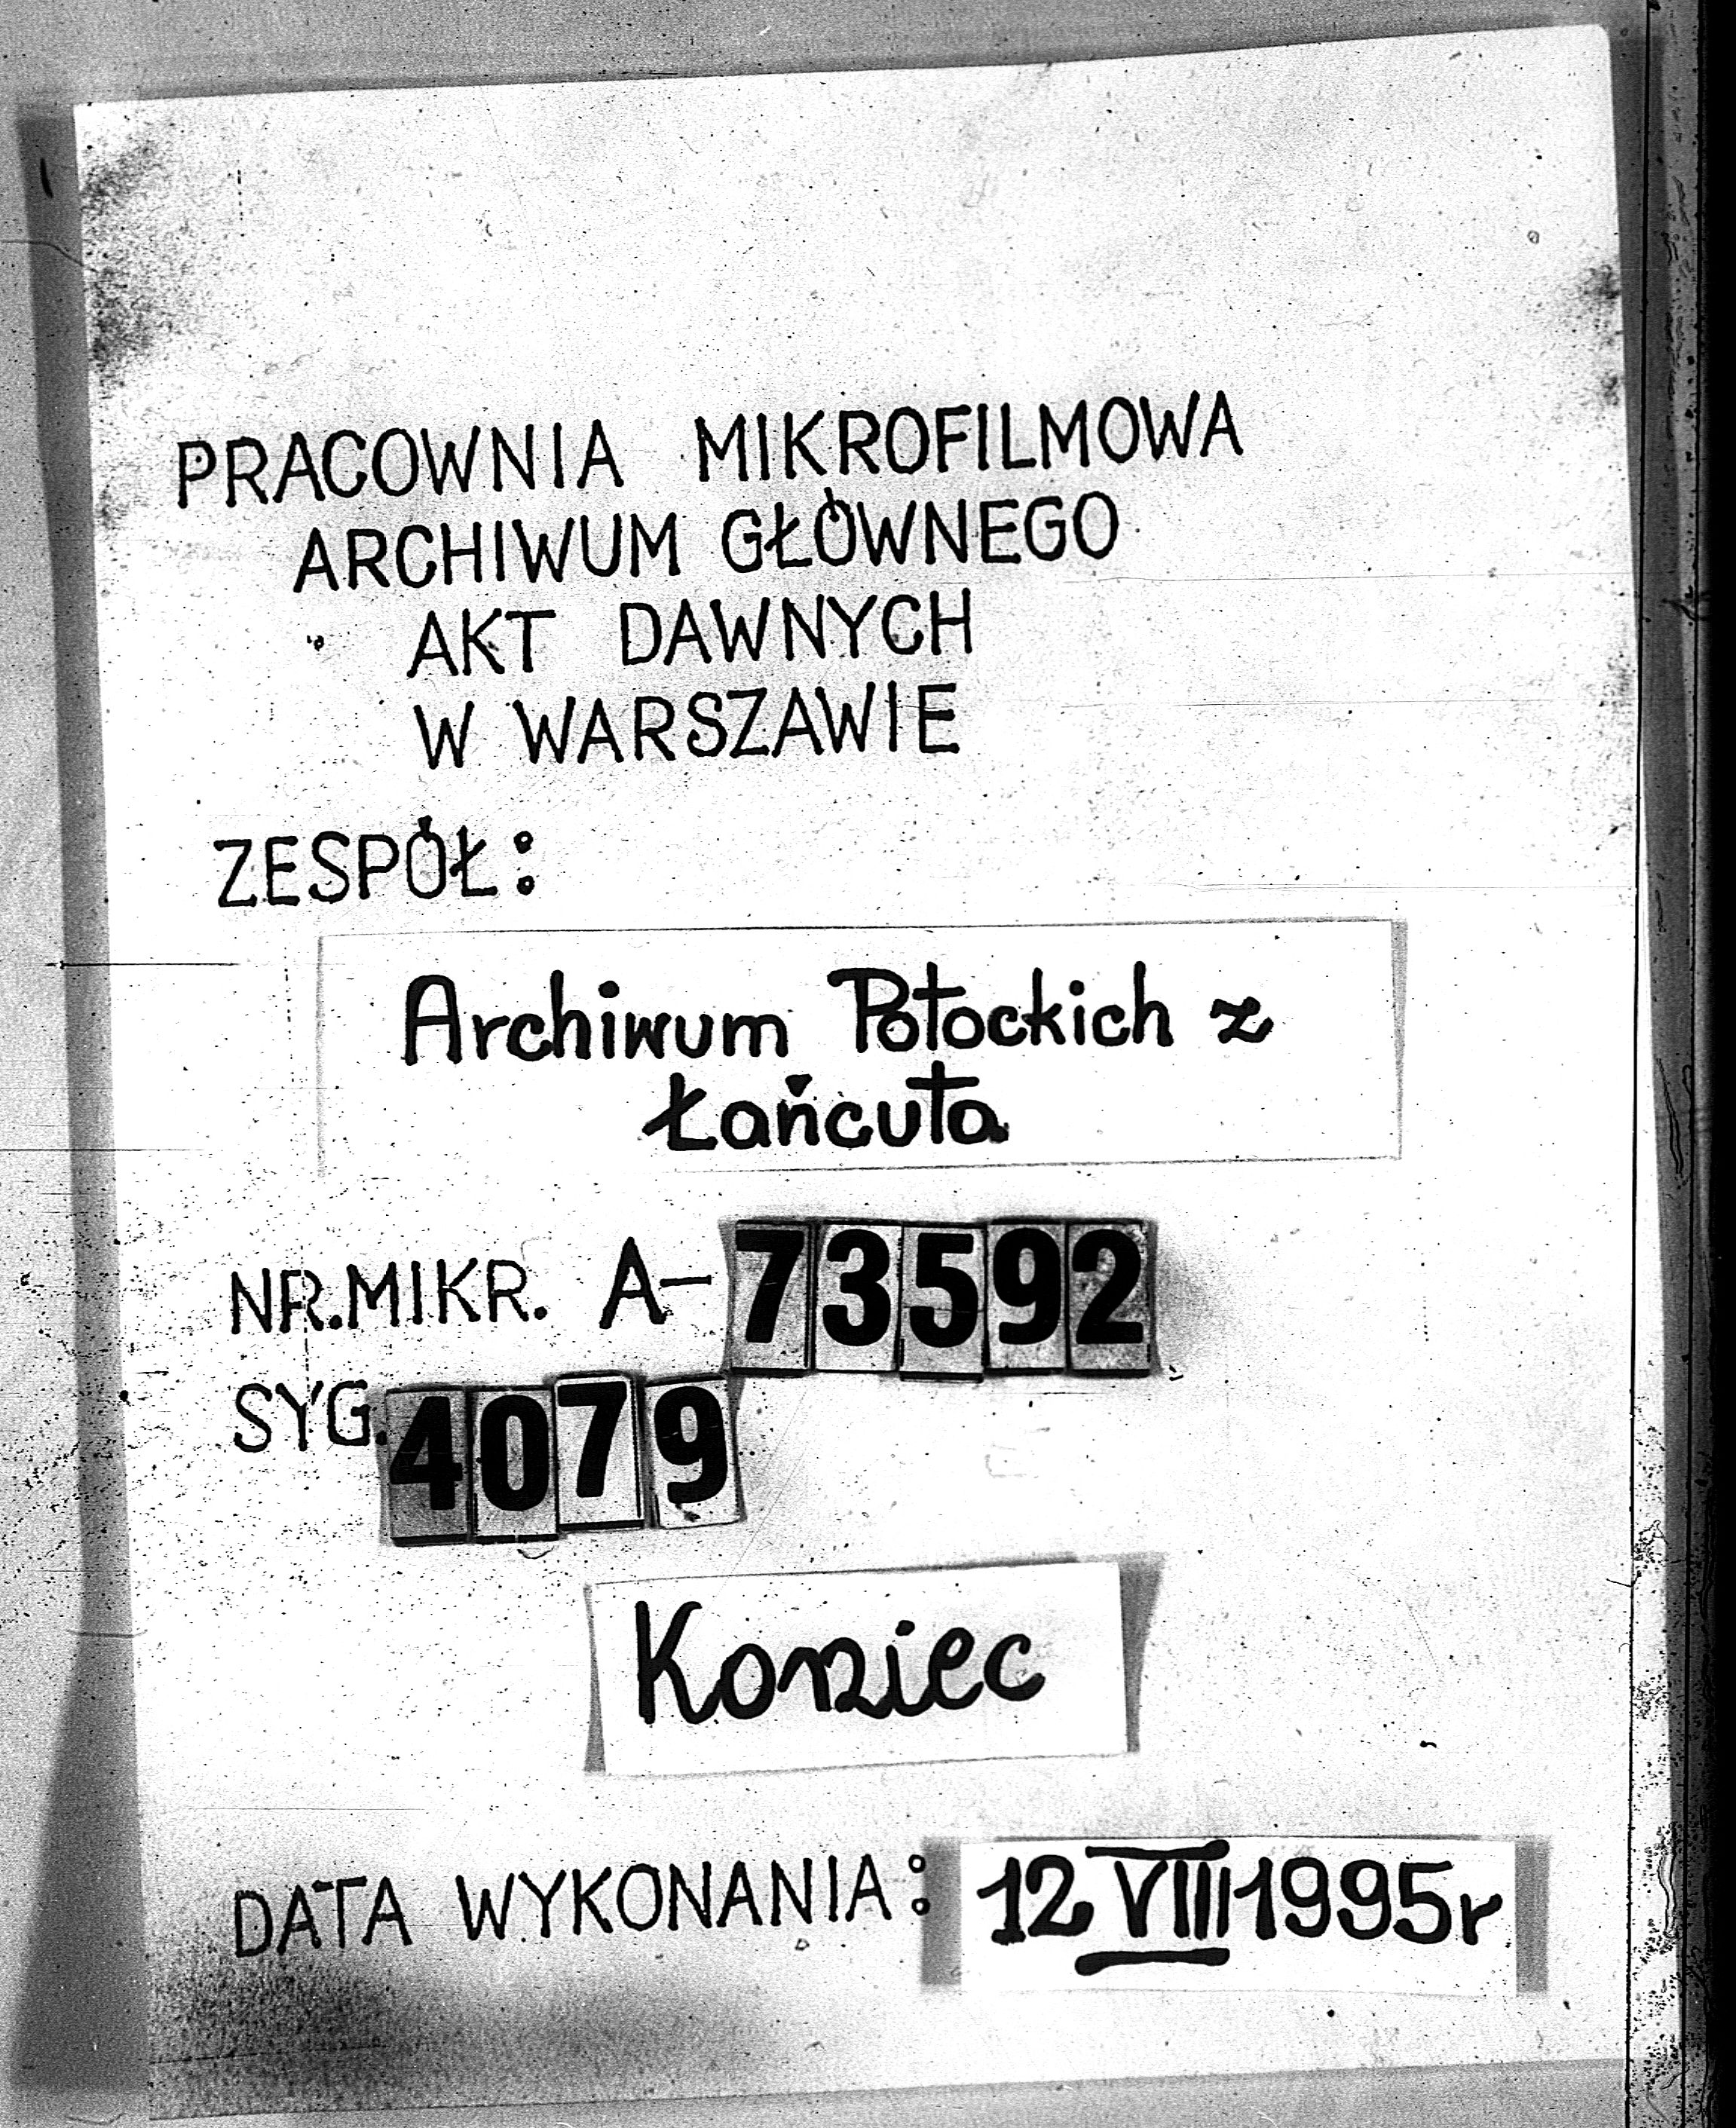 PRACOWNIA MIKROFILMOWA
ARCHIWUM GŁÓWNEGO
AKT DAWNYCH
W WARSZAWIE
ZESPÓŁ:
Archiwum Potockich z
Łańcuta
NR.MIKR. A-73592
SYG.4079
Koniec
DATA WYKONANIA: 12 VIII 1995r